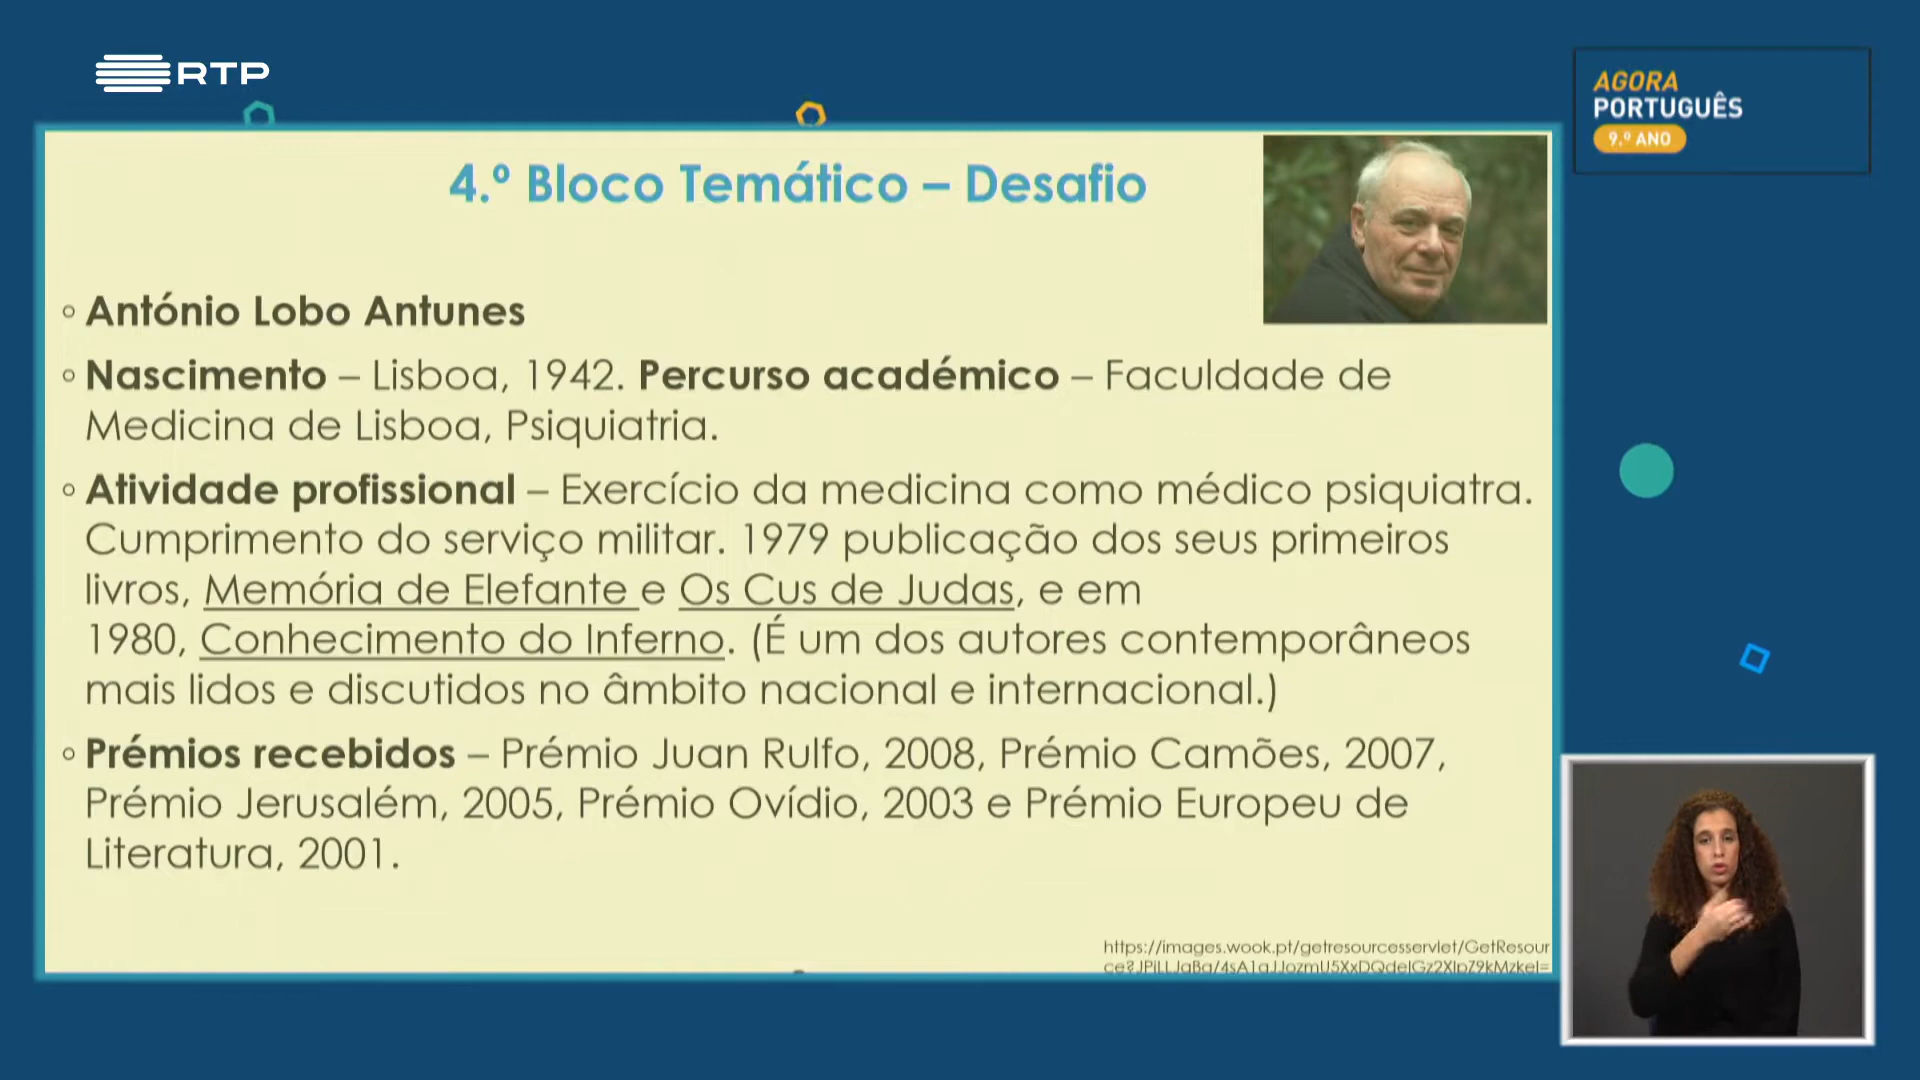 RTP
AGORA
PORTUGUÊS
9.º ANO
4.º Bloco Temático – Desafio
◦ António Lobo Antunes
◦ Nascimento – Lisboa, 1942. Percurso académico – Faculdade de
Medicina de Lisboa, Psiquiatria.
◦ Atividade profissional – Exercício da medicina como médico psiquiatra.
Cumprimento do serviço militar. 1979 publicação dos seus primeiros
livros, Memória de Elefante e Os Cus de Judas, e em
1980, Conhecimento do Inferno. (É um dos autores contemporâneos
mais lidos e discutidos no âmbito nacional e internacional.)
◦ Prémios recebidos – Prémio Juan Rulfo, 2008, Prémio Camões, 2007,
Prémio Jerusalém, 2005, Prémio Ovídio, 2003 e Prémio Europeu de
Literatura, 2001.
https://images.wook.pt/getresourcesservlet/GetResour